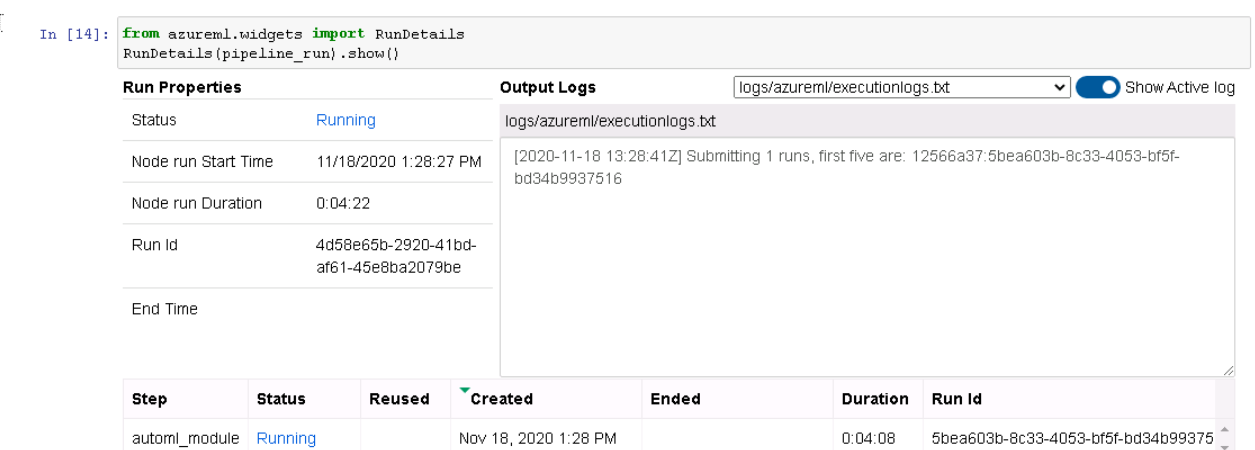 In [14]: from azureml.widgets import RunDetails
RunDetails(pipeline_run).show()
Run Properties
Status Running
Node run Start Time 11/18/2020 1:28:27 PM
Node run Duration 0:04:22
Run Id 4d58e65b-2920-41bd-
af61-45e8ba2079be
End Time
Output Logs logs/azureml/executionlogs.txt Show Active log
logs/azureml/executionlogs.txt
[2020-11-18 13:28:41Z] Submitting 1 runs, first five are: 12566a37:5bea603b-8c33-4053-bf5f-
bd34b9937516
Step Status Reused Created Ended Duration Run Id
automl_module Running Nov 18, 2020 1:28 PM 0:04:08 5bea603b-8c33-4053-bf5f-bd34b99375